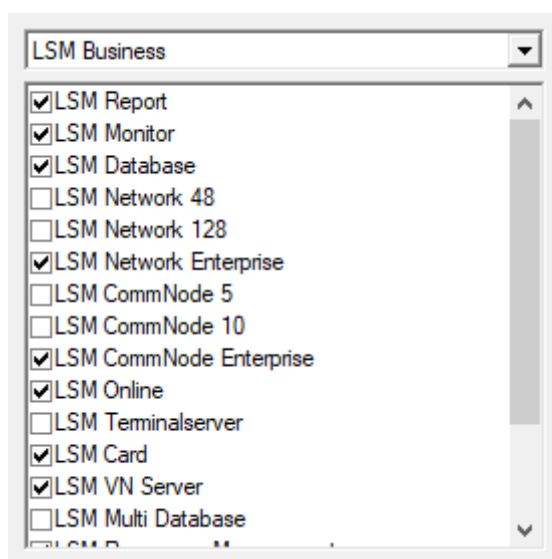 LSM Business
LSM Report
LSM Monitor
LSM Database
LSM Network 48
LSM Network 128
LSM Network Enterprise
LSM CommNode 5
LSM CommNode 10
LSM CommNode Enterprise
LSM Online
LSM Terminalserver
LSM Card
LSM VN Server
LSM Multi Database